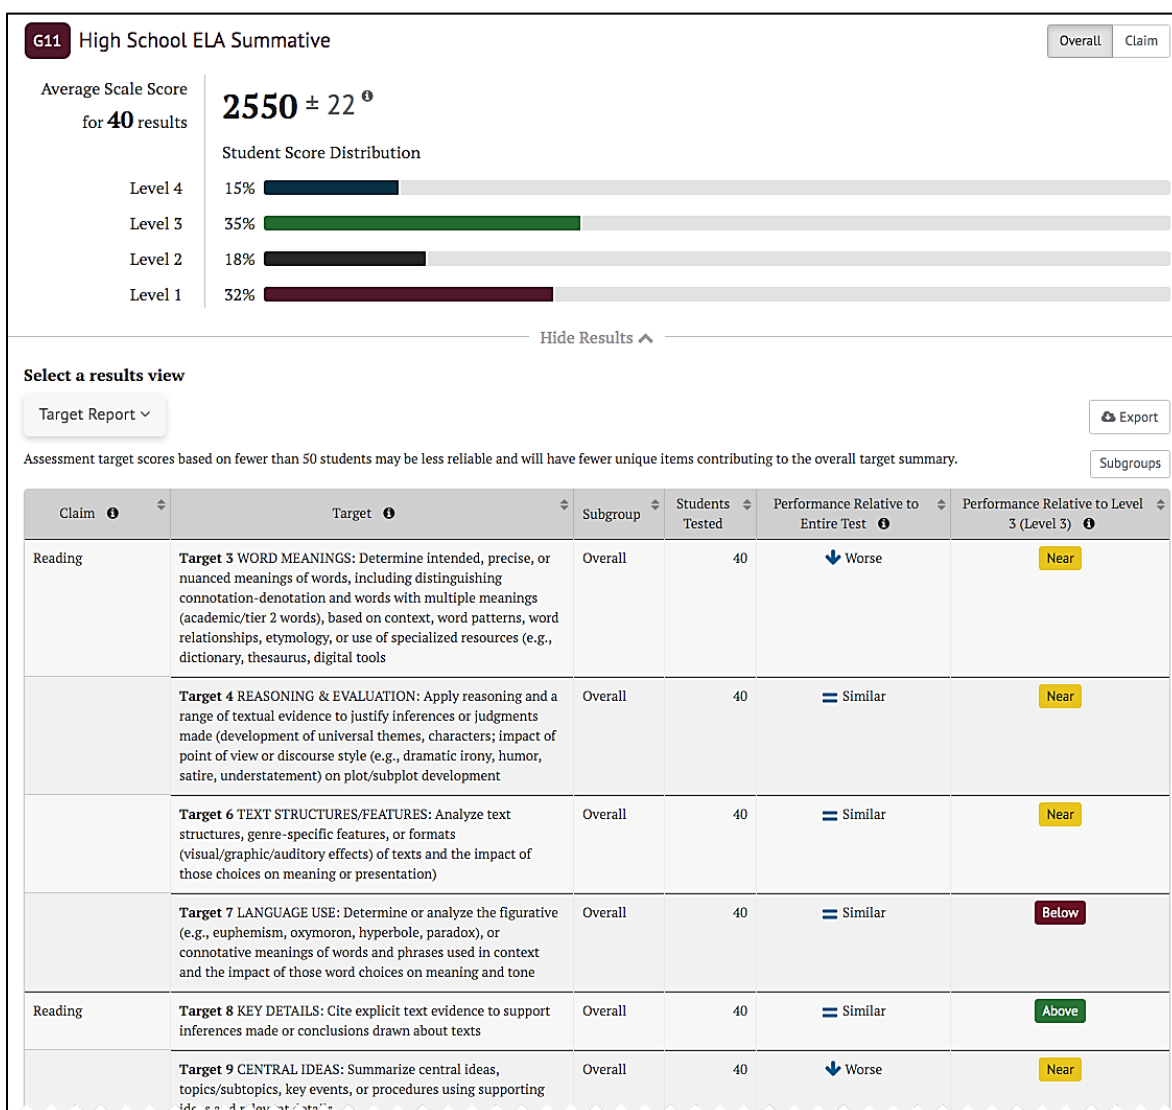 G11 High School ELA Summative
Overall Claim
Average Scale Score
for 40 results
2550 ± 22
Student Score Distribution
Level 4 15%
Level 3 35%
Level 2 18%
Level 1 32%
Hide Results
Select a results view
Target Report
Export
Assessment target scores based on fewer than 50 students may be less reliable and will have fewer unique items contributing to the overall target summary.
Subgroups
Claim Target Subgroup Students Tested Performance Relative to Entire Test Performance Relative to Level 3 (Level 3)
Reading Target 3 WORD MEANINGS: Determine intended, precise, or Overall 40 Worse Near
nuanced meanings of words, including distinguishing
connotation-denotation and words with multiple meanings
(academic/tier 2 words), based on context, word patterns, word
relationships, etymology, or use of specialized resources (e.g.,
dictionary, thesaurus, digital tools
Target 4 REASONING & EVALUATION: Apply reasoning and a Overall 40 Similar Near
range of textual evidence to justify inferences or judgments
made (development of universal themes, characters; impact of
point of view or discourse style (e.g., dramatic irony, humor,
satire, understatement) on plot/subplot development
Target 6 TEXT STRUCTURES/FEATURES: Analyze text Overall 40 Similar Near
structures, genre-specific features, or formats
(visual/graphic/auditory effects) of texts and the impact of
those choices on meaning or presentation)
Target 7 LANGUAGE USE: Determine or analyze the figurative Overall 40 Similar Below
(e.g., euphemism, oxymoron, hyperbole, paradox), or
connotative meanings of words and phrases used in context
and the impact of those word choices on meaning and tone
Reading Target 8 KEY DETAILS: Cite explicit text evidence to support Overall 40 Similar Above
inferences made or conclusions drawn about texts
Target 9 CENTRAL IDEAS: Summarize central ideas, Overall 40 Worse Near
topics/subtopics, key events, or procedures using supporting